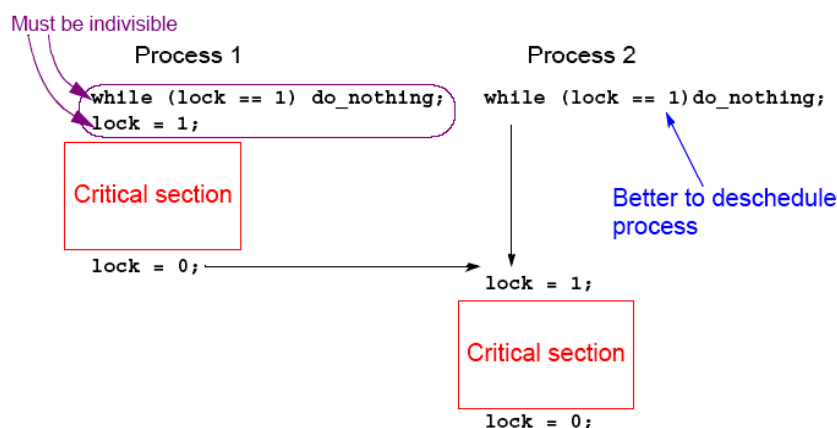 Must be indivisible
Process 1
Process 2
while (lock == 1) do_nothing;
lock = 1;
while (lock == 1)do_nothing;
Critical section
Better to deschedule
process
lock = 0;
lock = 1;
Critical section
lock = 0;